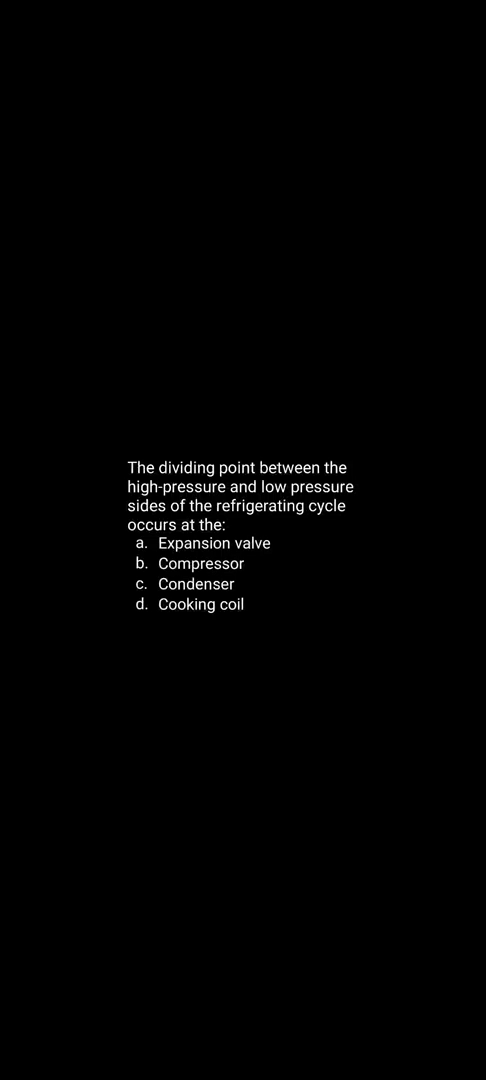 The dividing point between the
high-pressure and low pressure
sides of the refrigerating cycle
occurs at the:
a. Expansion valve
b. Compressor
c. Condenser
d. Cooking coil